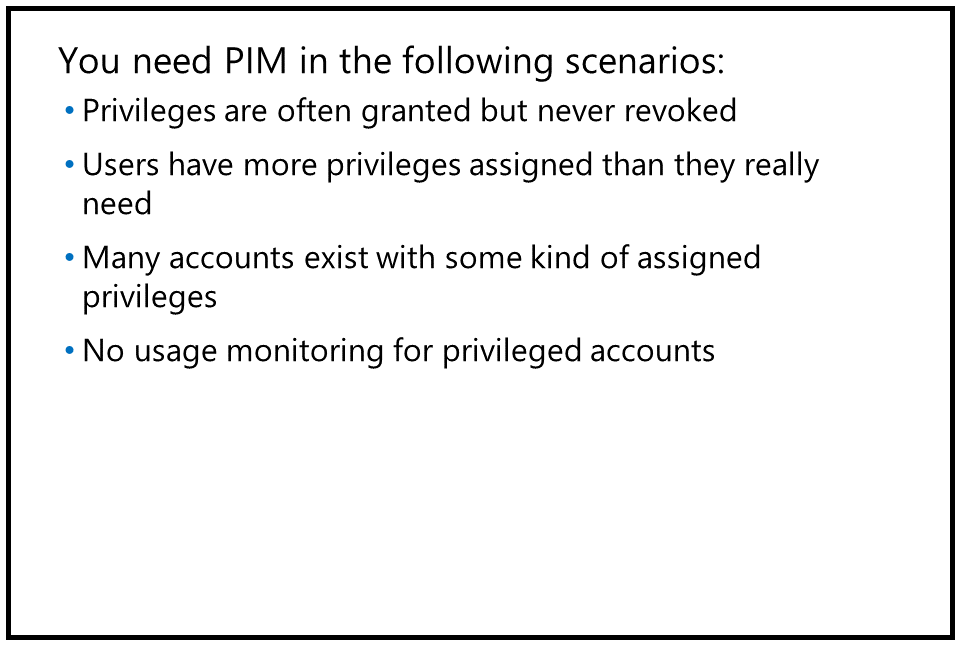 You need PIM in the following scenarios:
• Privileges are often granted but never revoked
• Users have more privileges assigned than they really
need
• Many accounts exist with some kind of assigned
privileges
• No usage monitoring for privileged accounts